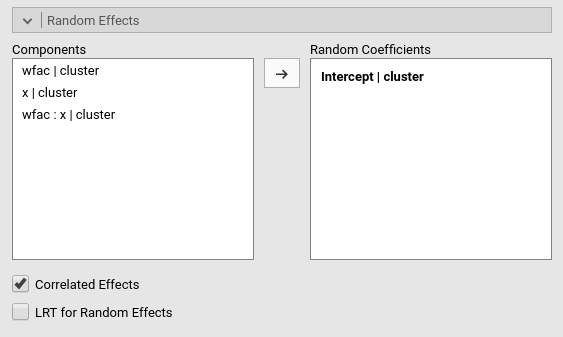 Random Effects
Components
Random Coefficients
wfac | cluster
x | cluster
wfac : x | cluster
Intercept | cluster
Correlated Effects
LRT for Random Effects